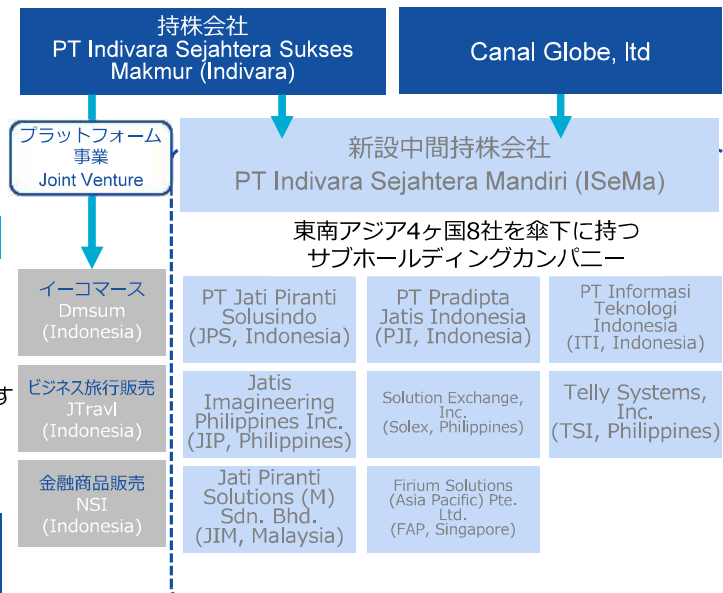 持株会社
PT Indivara Sejahtera Sukses
Makmur (Indivara)
Canal Globe, ltd
プラットフォーム
事業
Joint Venture
新設中間持株会社
PT Indivara Sejahtera Mandiri (ISeMa)
東南アジア4ヶ国8社を傘下に持つ
サブホールディングカンパニー
イーコマース
Dmsum
(Indonesia)
PT Jati Piranti
Solusindo
(JPS, Indonesia)
PT Pradipta
Jatis Indonesia
(PJI, Indonesia)
PT Informasi
Teknologi
Indonesia
(ITI, Indonesia)
す
ビジネス旅行販売
JTravl
(Indonesia)
Jatis
Imagineering
Philippines Inc.
(JIP, Philippines)
Solution Exchange,
Inc.
(Solex, Philippines)
Telly Systems,
Inc.
(TSI, Philippines)
金融商品販売
NSI
(Indonesia)
Jati Piranti
Solutions (M)
Sdn. Bhd.
(JIM, Malaysia)
Firium Solutions
(Asia Pacific) Pte.
Ltd.
(FAP, Singapore)